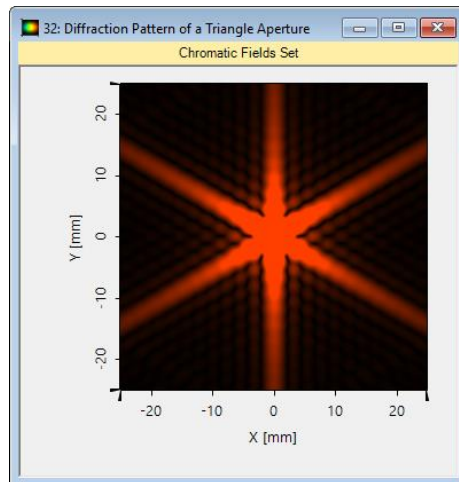 32: Diffraction Pattern of a Triangle Aperture
Chromatic Fields Set
20
10
0
-10
-20
Y [mm]
-20 -10 0 10 20
X [mm]